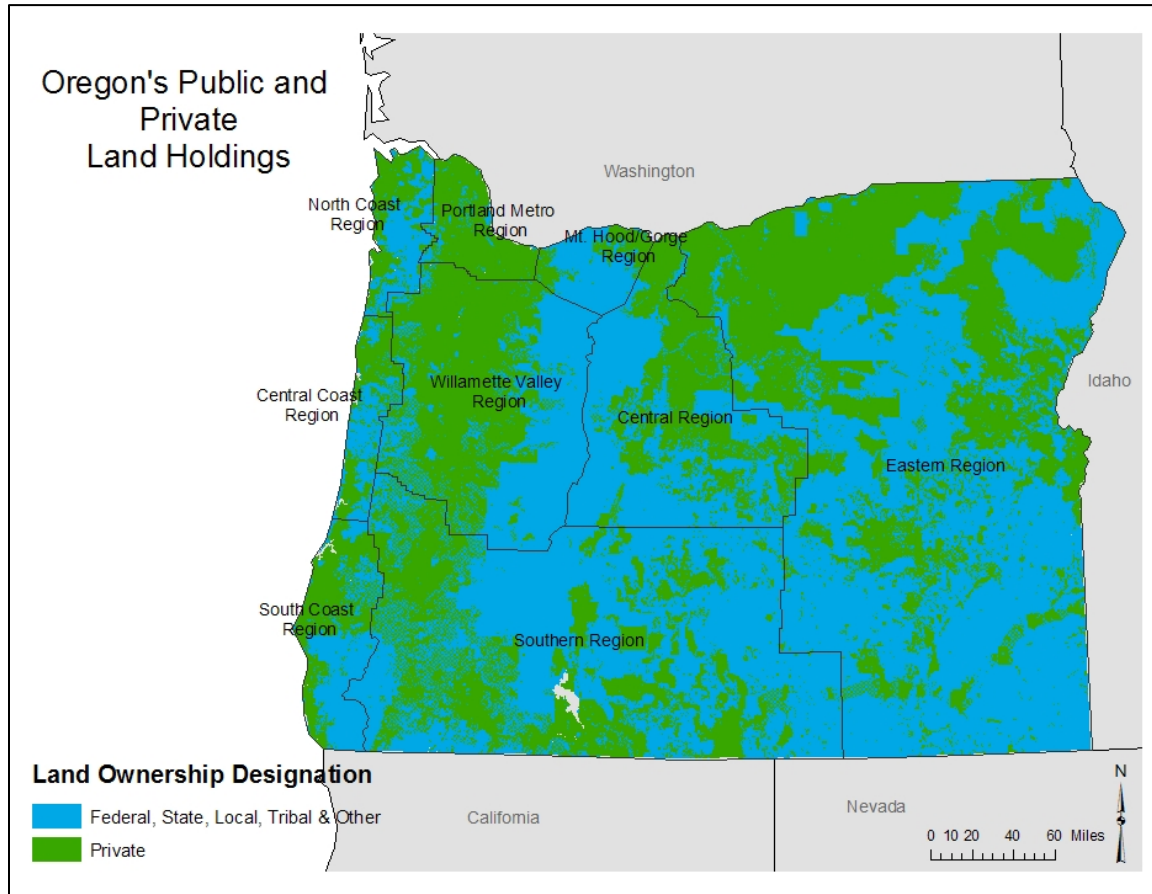 Oregon's Public and
Private
Land Holdings
Washington
North Coast
Region
Portland Metro
Region
Mt. Hood/Gorge
Region
Idaho
Central Coast
Region
Willamette Valley
Region
Central Region
Eastern Region
South Coast
Region
Southern Region
Land Ownership Designation
Federal, State, Local, Tribal & Other
Private
California
Nevada
N
0 10 20 40 60 Miles